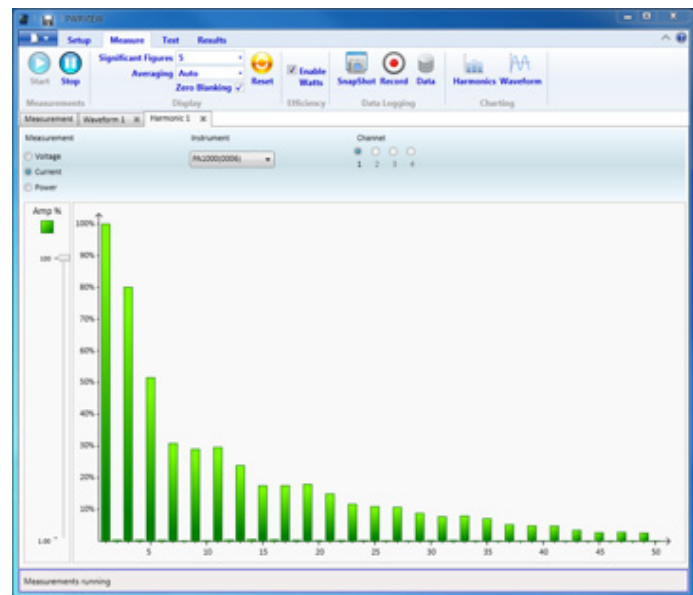 PWRVIEW
Setup Measure Test Results
Start Stop
Measurements
Significant Figures 5
Averaging Auto
Zero Blanking
Reset
Display
Enable Watts
Efficiency
SnapShot Record Data
Data Logging
Harmonics Waveform
Charting
Measurement Waveform 1 Harmonic 1
Measurement
Voltage
Current
Power
Instrument
PA1000(0006)
Channel
1 2 3 4
Amp %
100
1.00
100%
90%
80%
70%
60%
50%
40%
30%
20%
10%
5 10 15 20 25 30 35 40 45 50
Measurements running